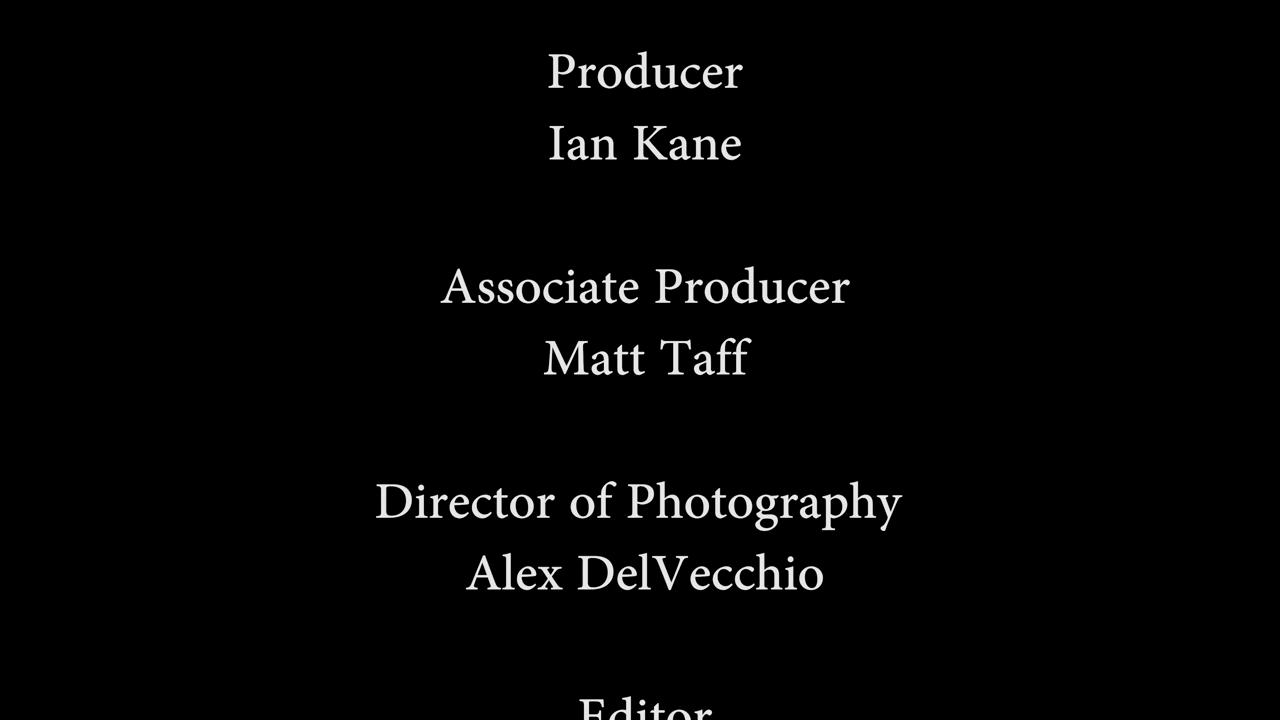 Producer
Ian Kane
Associate Producer
Matt Taff
Director of Photography
Alex DelVecchio
Editor